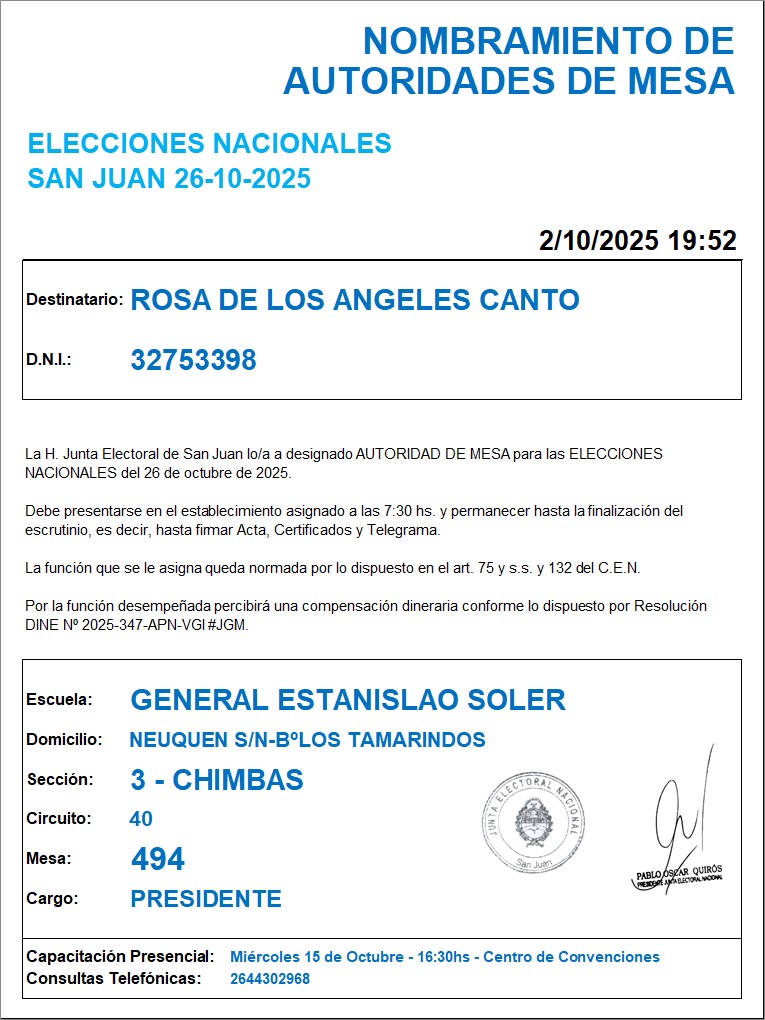 NOMBRAMIENTO DE
AUTORIDADES DE MESA
ELECCIONES NACIONALES
SAN JUAN 26-10-2025
2/10/2025 19:52
Destinatario: ROSA DE LOS ANGELES CANTO
D.N.I.: 32753398
La H. Junta Electoral de San Juan lo/a a designado AUTORIDAD DE MESA para las ELECCIONES
NACIONALES del 26 de octubre de 2025.
Debe presentarse en el establecimiento asignado a las 7:30 hs. y permanecer hasta la finalización del
escrutinio, es decir, hasta firmar Acta, Certificados y Telegrama.
La función que se le asigna queda normada por lo dispuesto en el art. 75 y s.s. y 132 del C.E.N.
Por la función desempeñada percibirá una compensación dineraria conforme lo dispuesto por Resolución
DINE Nº 2025-347-APN-VGI#JGM.
Escuela: GENERAL ESTANISLAO SOLER
Domicilio: NEUQUEN S/N-BºLOS TAMARINDOS
Sección: 3 - CHIMBAS
Circuito: 40
Mesa: 494
Cargo: PRESIDENTE
JUNTA ELECTORAL NACIONAL
San Juan
PABLO OSCAR QUIRÓS
PRESIDENTE JUNTA ELECTORAL NACIONAL
Capacitación Presencial: Miércoles 15 de Octubre - 16:30hs - Centro de Convenciones
Consultas Telefónicas: 2644302968